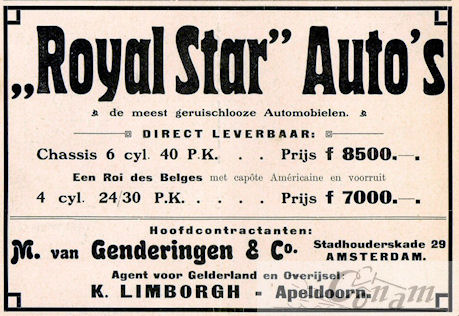 „Royal Star” Auto's
de meest geruischlooze Automobielen.
DIRECT LEVERBAAR:
Chassis 6 cyl. 40 P.K. . . . Prijs f 8500.—.
Een Roi des Belges met capôte Américaine en voorruit
4 cyl. 24/30 P.K. . . . Prijs f 7000.—.
Hoofdcontractanten:
M. van Genderingen & Co. Stadhouderskade 29
AMSTERDAM.
Agent voor Gelderland en Overijsel:
K. LIMBORGH - Apeldoorn.
Conam